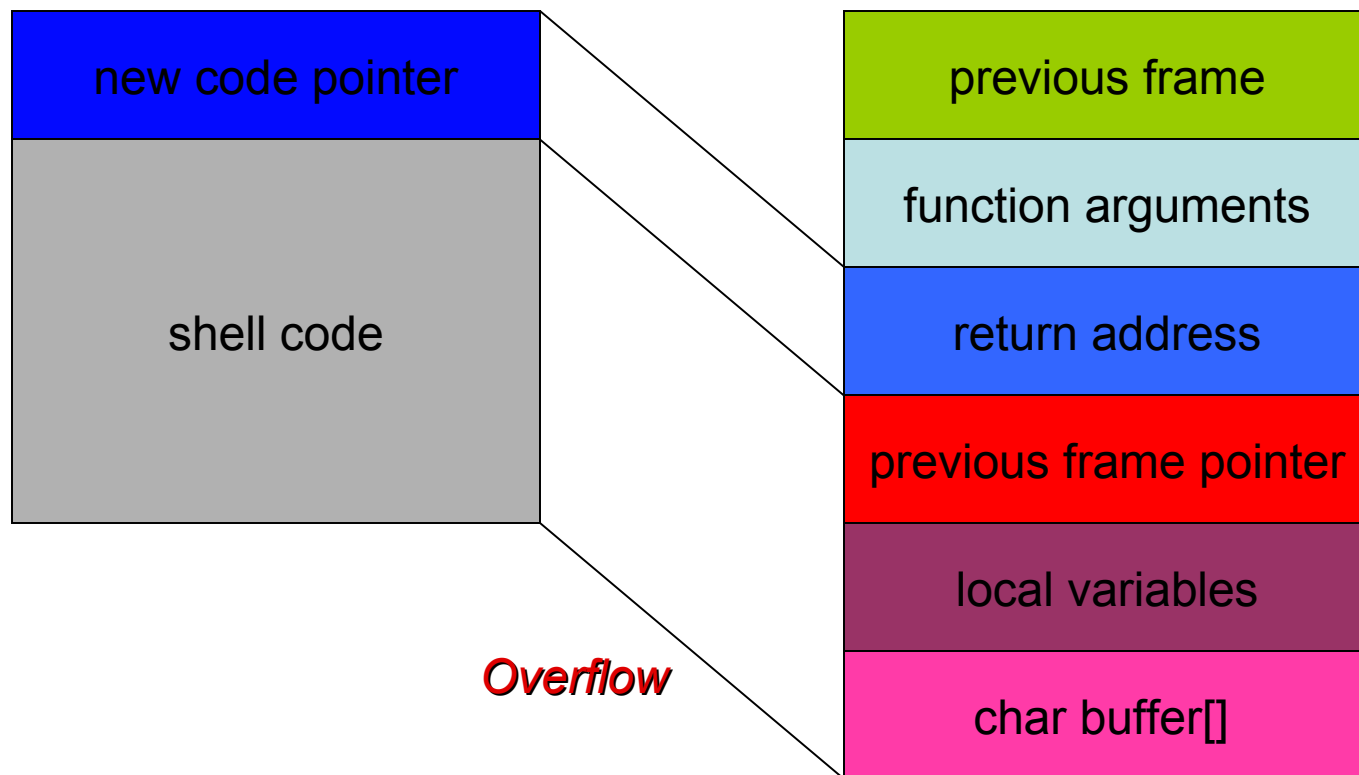 new code pointer
shell code
Overflow
previous frame
function arguments
return address
previous frame pointer
local variables
char buffer[]